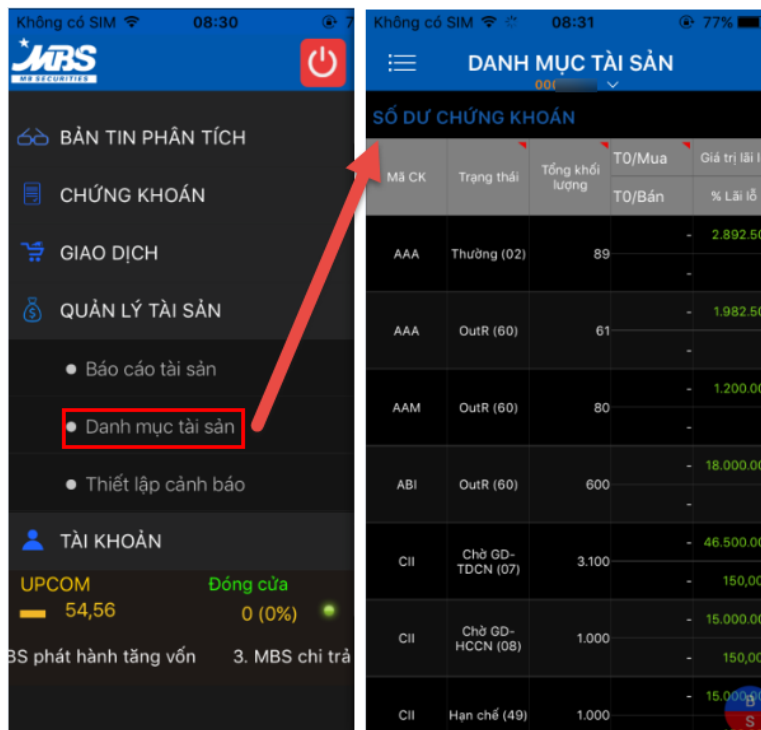 Không có SIM 08:30 7
MBS
MB SECURITIES
BẢN TIN PHÂN TÍCH
CHỨNG KHOÁN
GIAO DỊCH
QUẢN LÝ TÀI SẢN
Báo cáo tài sản
Danh mục tài sản
Thiết lập cảnh báo
TÀI KHOẢN
UPCOM Đóng cửa
54,56 0 (0%)
BS phát hành tăng vốn 3. MBS chi trả
Không có SIM 08:31 77%
DANH MỤC TÀI SẢN
00(
SỐ DƯ CHỨNG KHOÁN
Mã CK Trạng thái Tổng khối lượng T0/Mua Giá trị lãi l
T0/Bán % Lãi lỗ
AAA Thường (02) 89 - 2.892.50
-
AAA OutR (60) 61 - 1.982.50
-
AAM OutR (60) 80 - 1.200.00
-
ABI OutR (60) 600 - 18.000.00
-
CII Chờ GD-TDCN (07) 3.100 - 46.500.00
- 150,00
CII Chờ GD-HCCN (08) 1.000 - 15.000.00
- 150,00
CII Hạn chế (49) 1.000 - 15.000
B
S